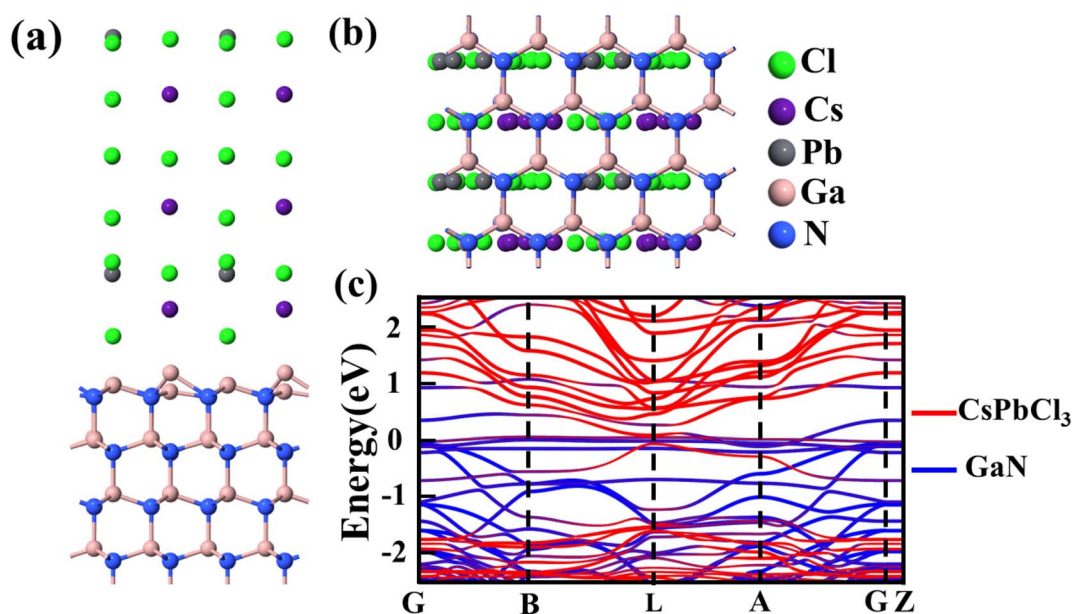 (a)
(b)
Cl
Cs
Pb
Ga
N
(c)
Energy(eV)
2
1
0
-1
-2
G B L A G Z
CsPbCl₃
GaN